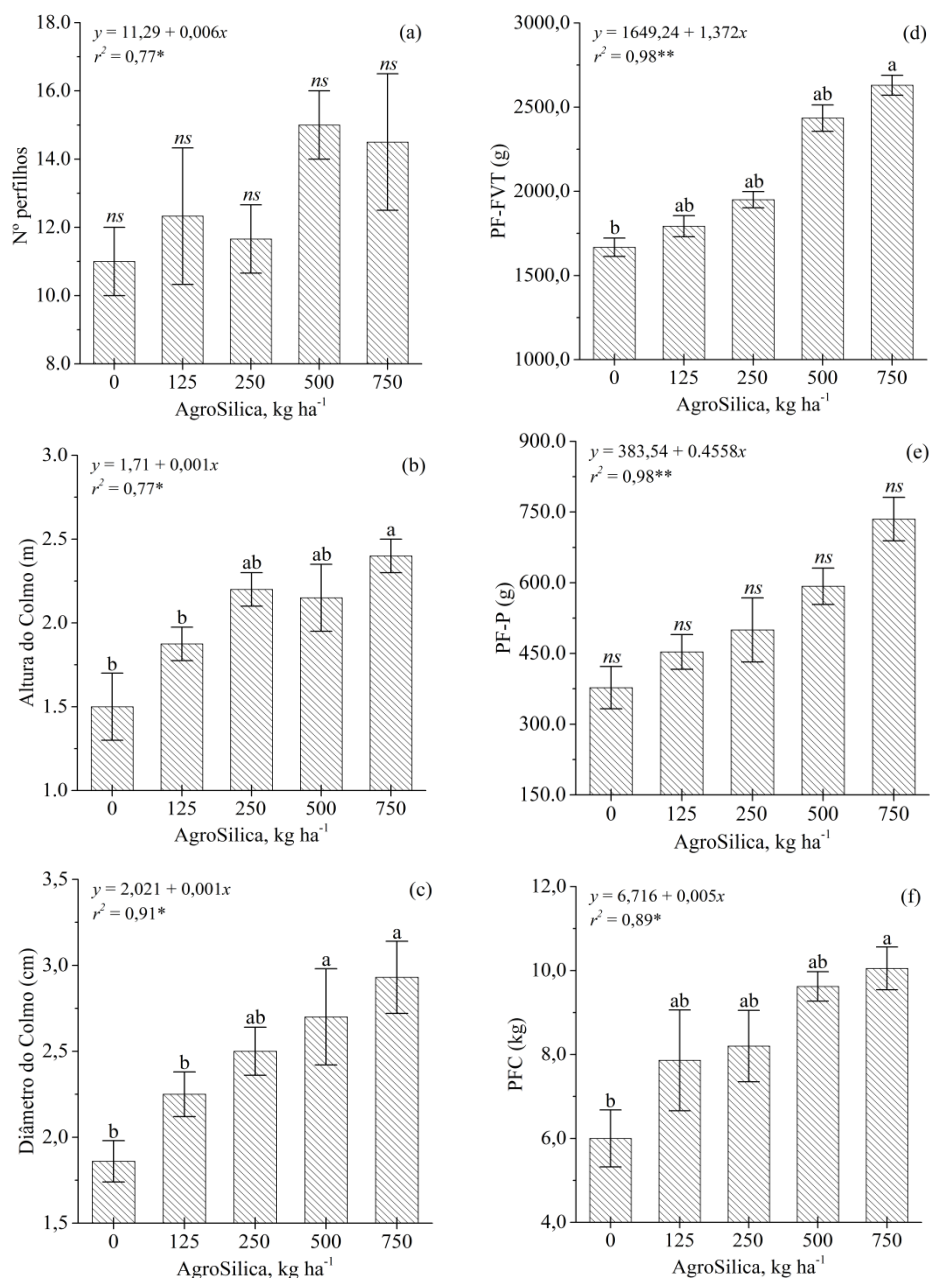 y = 11,29 + 0,006x
r² = 0,77*
(a)
Nº perfilhos
18.0
16.0
14.0
12.0
10.0
8.0
ns
ns
ns
ns
ns
0 125 250 500 750
AgroSilica, kg ha⁻¹
y = 1649,24 + 1,372x
r² = 0,98**
(d)
PF-FVT (g)
3000,0
2500,0
2000,0
1500,0
1000,0
b
ab
ab
ab
a
0 125 250 500 750
AgroSilica, kg ha⁻¹
y = 1,71 + 0,001x
r² = 0,77*
(b)
Altura do Colmo (m)
3.0
2.5
2.0
1.5
1.0
b
b
ab
ab
a
0 125 250 500 750
AgroSilica, kg ha⁻¹
y = 383,54 + 0.4558x
r² = 0,98**
(e)
PF-P (g)
900.0
750.0
600.0
450.0
300.0
150.0
ns
ns
ns
ns
ns
0 125 250 500 750
AgroSilica, kg ha⁻¹
y = 2,021 + 0,001x
r² = 0,91*
(c)
Diâmetro do Colmo (cm)
3,5
3,0
2,5
2,0
1,5
b
b
ab
a
a
0 125 250 500 750
AgroSilica, kg ha⁻¹
y = 6,716 + 0,005x
r² = 0,89*
(f)
PFC (kg)
12,0
10,0
8,0
6,0
4,0
b
ab
ab
ab
a
0 125 250 500 750
AgroSilica, kg ha⁻¹